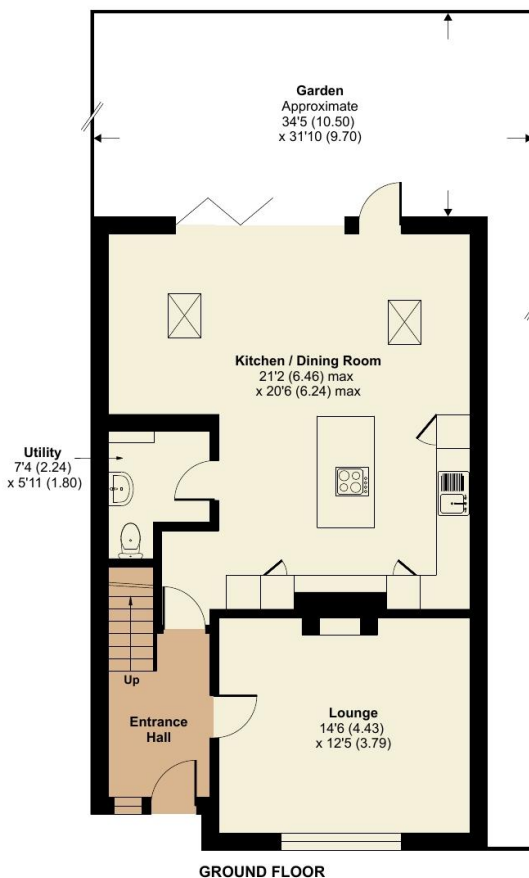 Garden
Approximate
34'5 (10.50)
x 31'10 (9.70)
Kitchen / Dining Room
21'2 (6.46) max
x 20'6 (6.24) max
Utility
7'4 (2.24)
x 5'11 (1.80)
Up
Entrance
Hall
Lounge
14'6 (4.43)
x 12'5 (3.79)
GROUND FLOOR